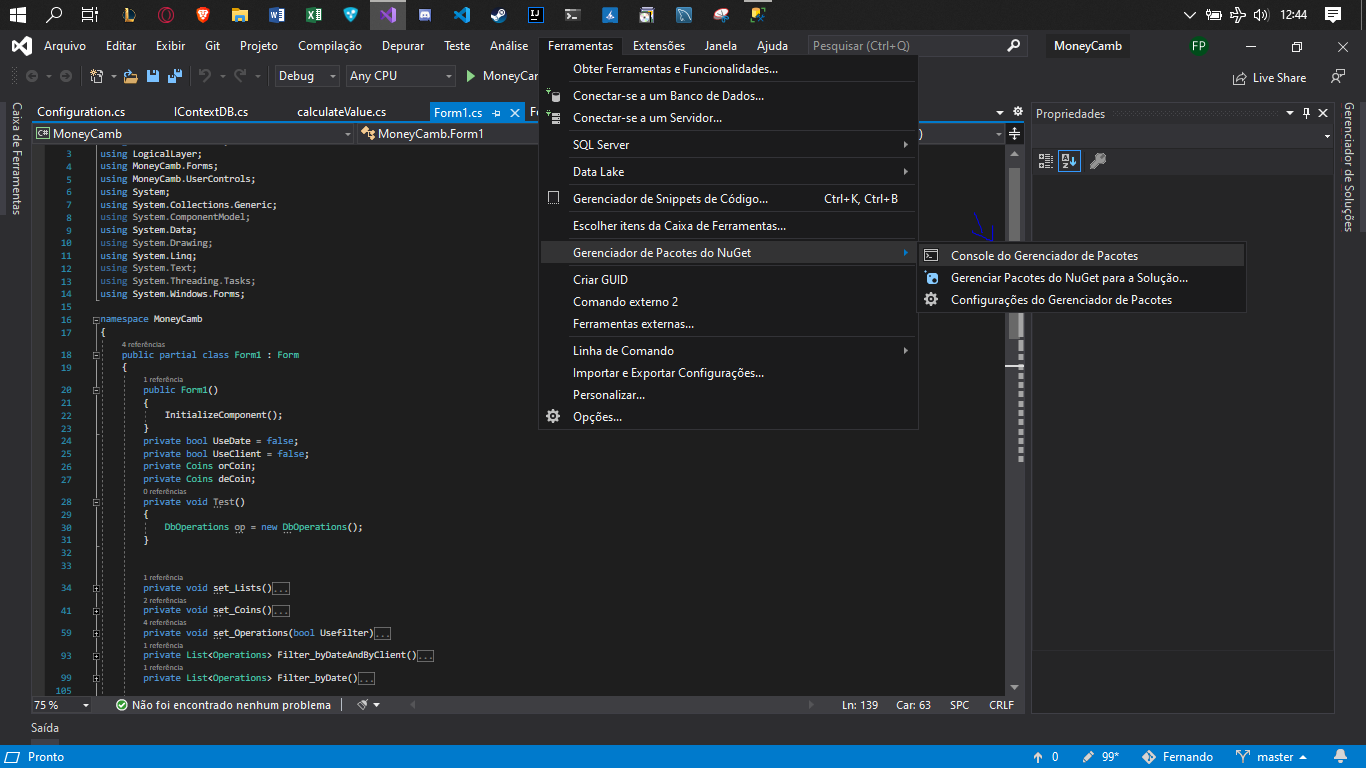 12:44
Arquivo Editar Exibir Git Projeto Compilação Depurar Teste Análise Ferramentas Extensões Janela Ajuda Pesquisar (Ctrl+Q) MoneyCamb FP
Debug Any CPU MoneyCam Live Share
Caixa de Ferramentas
Configuration.cs IContextDB.cs calculateValue.cs Form1.cs
C# MoneyCamb MoneyCamb.Form1
3 using LogicalLayer;
4 using MoneyCamb.Forms;
5 using MoneyCamb.UserControls;
6 using System;
7 using System.Collections.Generic;
8 using System.ComponentModel;
9 using System.Data;
10 using System.Drawing;
11 using System.Linq;
12 using System.Text;
13 using System.Threading.Tasks;
14 using System.Windows.Forms;
15
16 namespace MoneyCamb
17 {
4 referências
18 public partial class Form1 : Form
19 {
1 referência
20 public Form1()
21 {
22 InitializeComponent();
23 }
24 private bool UseDate = false;
25 private bool UseClient = false;
26 private Coins orCoin;
27 private Coins deCoin;
0 referências
28 private void Test()
29 {
30 DbOperations op = new DbOperations();
31 }
32
33
1 referência
34 private void set_Lists()...
2 referências
41 private void set_Coins()...
4 referências
59 private void set_Operations(bool Usefilter)...
1 referência
93 private List<Operations> Filter_byDateAndByClient()...
1 referência
99 private List<Operations> Filter_byDate()...
105
Obter Ferramentas e Funcionalidades...
Conectar-se a um Banco de Dados...
Conectar-se a um Servidor...
SQL Server
Data Lake
Gerenciador de Snippets de Código... Ctrl+K, Ctrl+B
Escolher itens da Caixa de Ferramentas...
Gerenciador de Pacotes do NuGet
Criar GUID
Comando externo 2
Ferramentas externas...
Linha de Comando
Importar e Exportar Configurações...
Personalizar...
Opções...
Console do Gerenciador de Pacotes
Gerenciar Pacotes do NuGet para a Solução...
Configurações do Gerenciador de Pacotes
Propriedades
Gerenciador de Soluções
75 % Não foi encontrado nenhum problema Ln: 139 Car: 63 SPC CRLF
Saída
Pronto 0 99* Fernando master